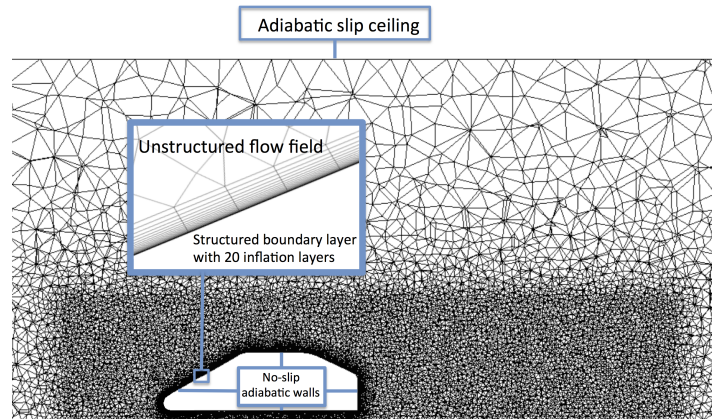 Adiabatic slip ceiling
Unstructured flow field
Structured boundary layer
with 20 inflation layers
No-slip
adiabatic walls